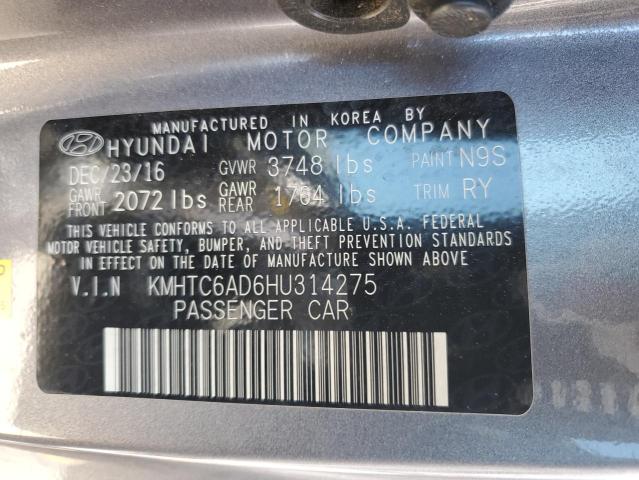 MANUFACTURED IN KOREA BY
HYUNDAI MOTOR COMPANY
DEC/23/16 GVWR 3748 lbs PAINT N9S
GAWR FRONT 2072 lbs GAWR REAR 1764 lbs TRIM RY
THIS VEHICLE CONFORMS TO ALL APPLICABLE U.S.A. FEDERAL
MOTOR VEHICLE SAFETY, BUMPER, AND THEFT PREVENTION STANDARDS
IN EFFECT ON THE DATE OF MANUFACTURE SHOWN ABOVE
V.I.N KMHTC6AD6HU314275
PASSENGER CAR